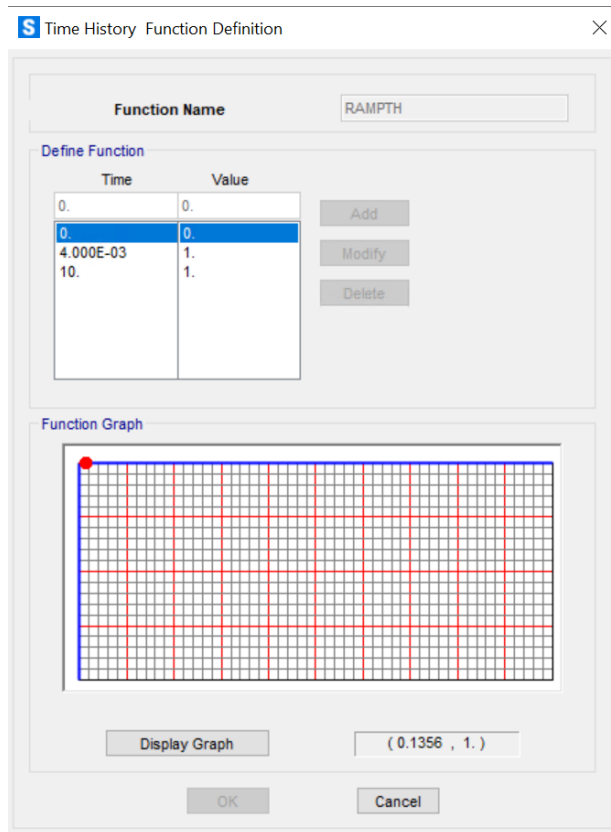 S Time History Function Definition
Function Name RAMPTH
Define Function
Time Value
0. 0. Add
0. 0.
4.000E-03 1. Modify
10. 1.
Delete
Function Graph
Display Graph ( 0.1356 , 1. )
OK Cancel